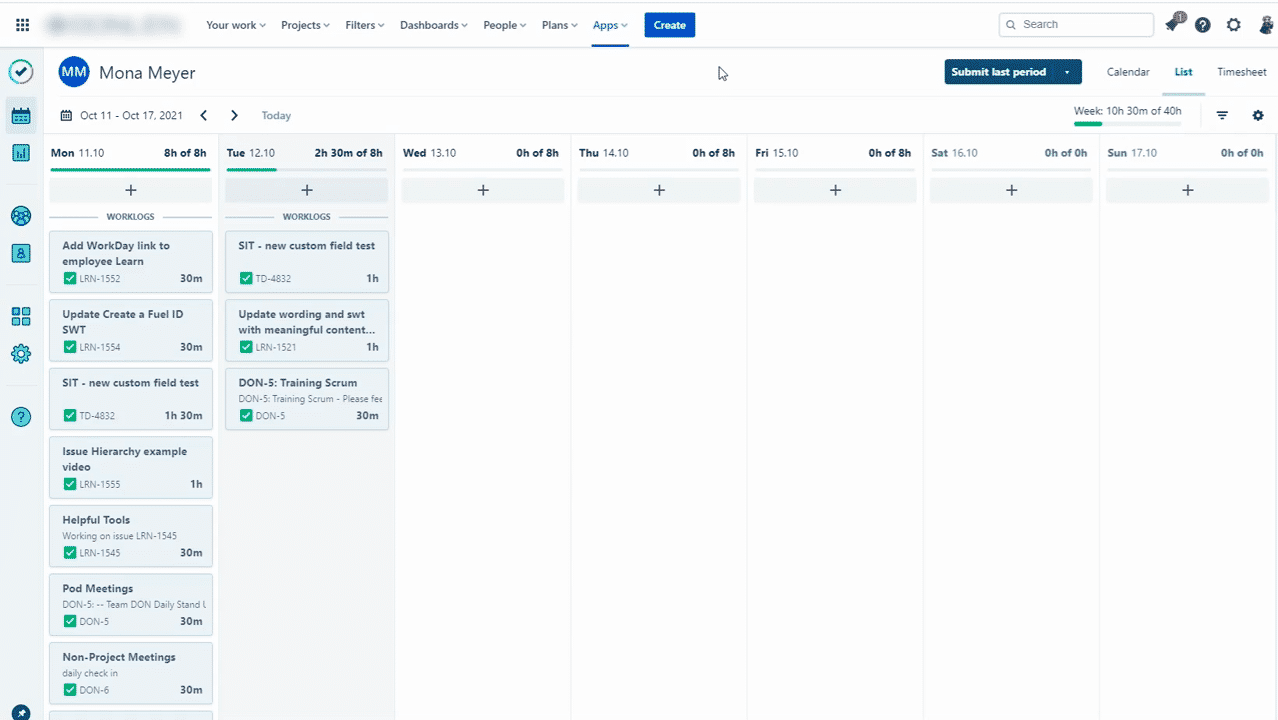 Your work Projects Filters Dashboards People Plans Apps Create Search 1
MM Mona Meyer Submit last period Calendar List Timesheet
Oct 11 - Oct 17, 2021 Today Week: 10h 30m of 40h
Mon 11.10 8h of 8h Tue 12.10 2h 30m of 8h Wed 13.10 0h of 8h Thu 14.10 0h of 8h Fri 15.10 0h of 8h Sat 16.10 0h of 0h Sun 17.10 0h of 0h
+ + + + + + +
WORKLOGS
Add WorkDay link to
employee Learn
LRN-1552 30m
Update Create a Fuel ID
SWT
LRN-1554 30m
SIT - new custom field test
TD-4832 1h 30m
Issue Hierarchy example
video
LRN-1555 1h
Helpful Tools
Working on issue LRN-1545
LRN-1545 30m
Pod Meetings
DON-5: -- Team DON Daily Stand U
DON-5 30m
Non-Project Meetings
daily check in
DON-6 30m
WORKLOGS
SIT - new custom field test
TD-4832 1h
Update wording and swt
with meaningful content...
LRN-1521 1h
DON-5: Training Scrum
DON-5: Training Scrum - Please fee
DON-5 30m